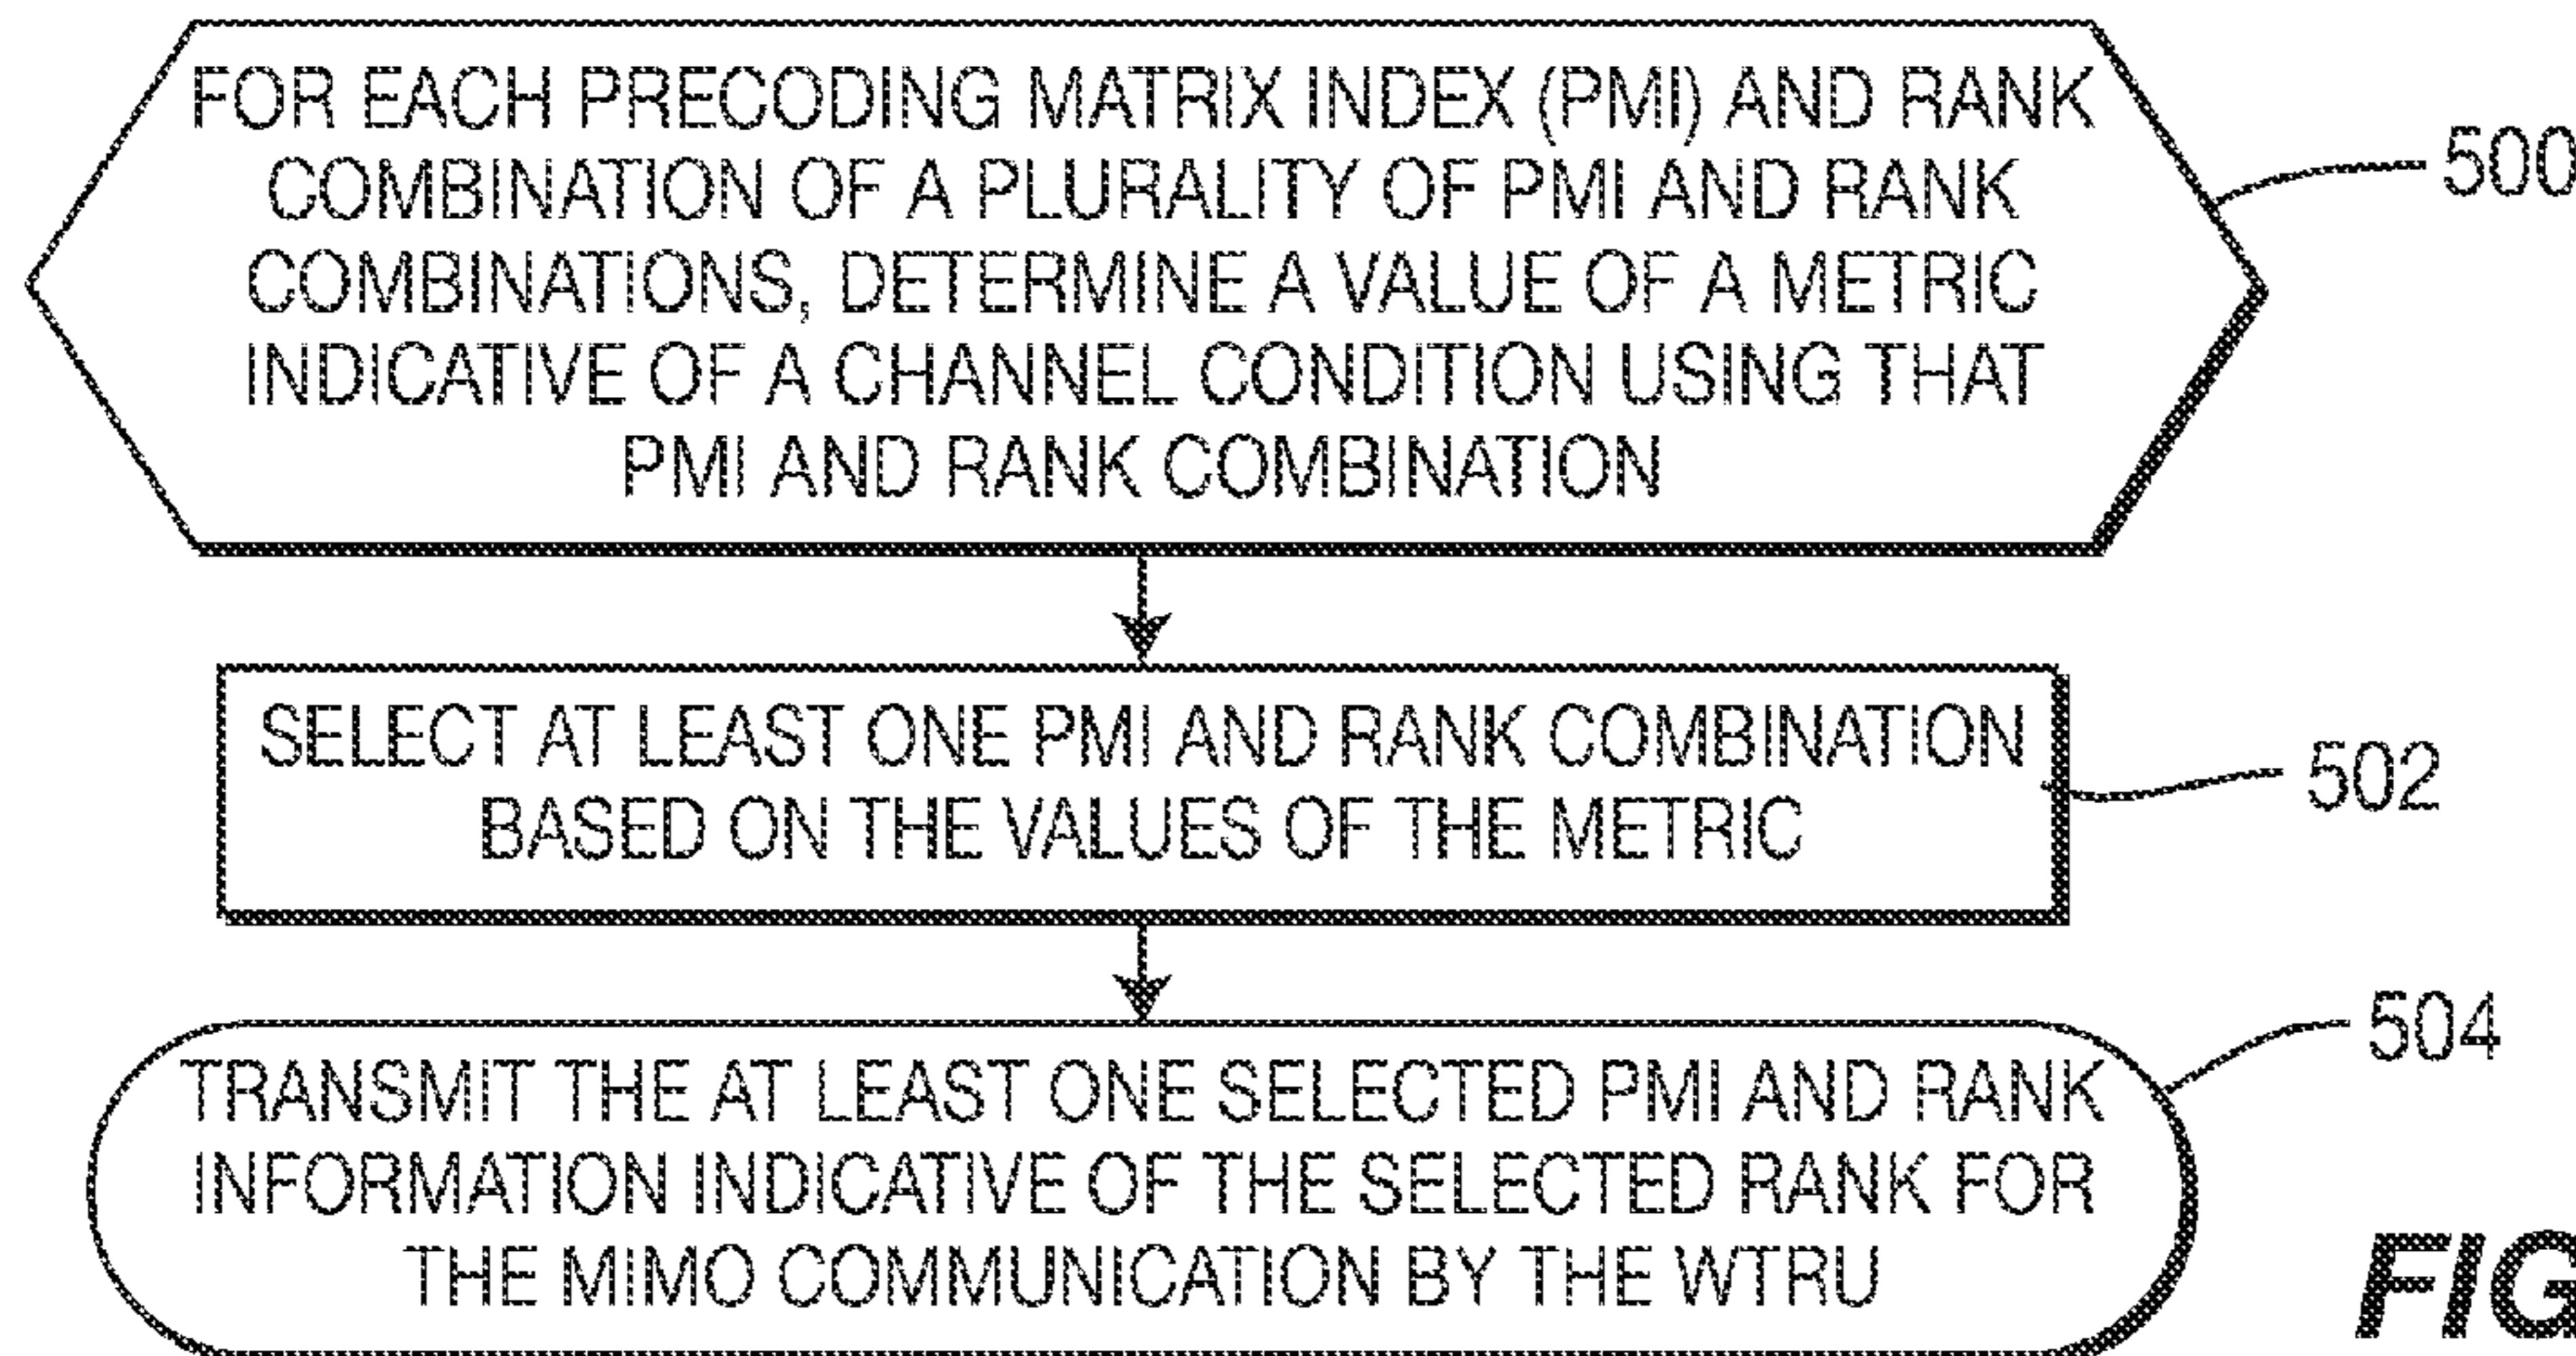 FOR EACH PRECODING MATRIX INDEX (PMI) AND RANK
COMBINATION OF A PLURALITY OF PMI AND RANK
COMBINATIONS, DETERMINE A VALUE OF A METRIC
INDICATIVE OF A CHANNEL CONDITION USING THAT
PMI AND RANK COMBINATION
500
SELECT AT LEAST ONE PMI AND RANK COMBINATION
BASED ON THE VALUES OF THE METRIC
502
504
TRANSMIT THE AT LEAST ONE SELECTED PMI AND RANK
INFORMATION INDICATIVE OF THE SELECTED RANK FOR
THE MIMO COMMUNICATION BY THE WTRU
FIG